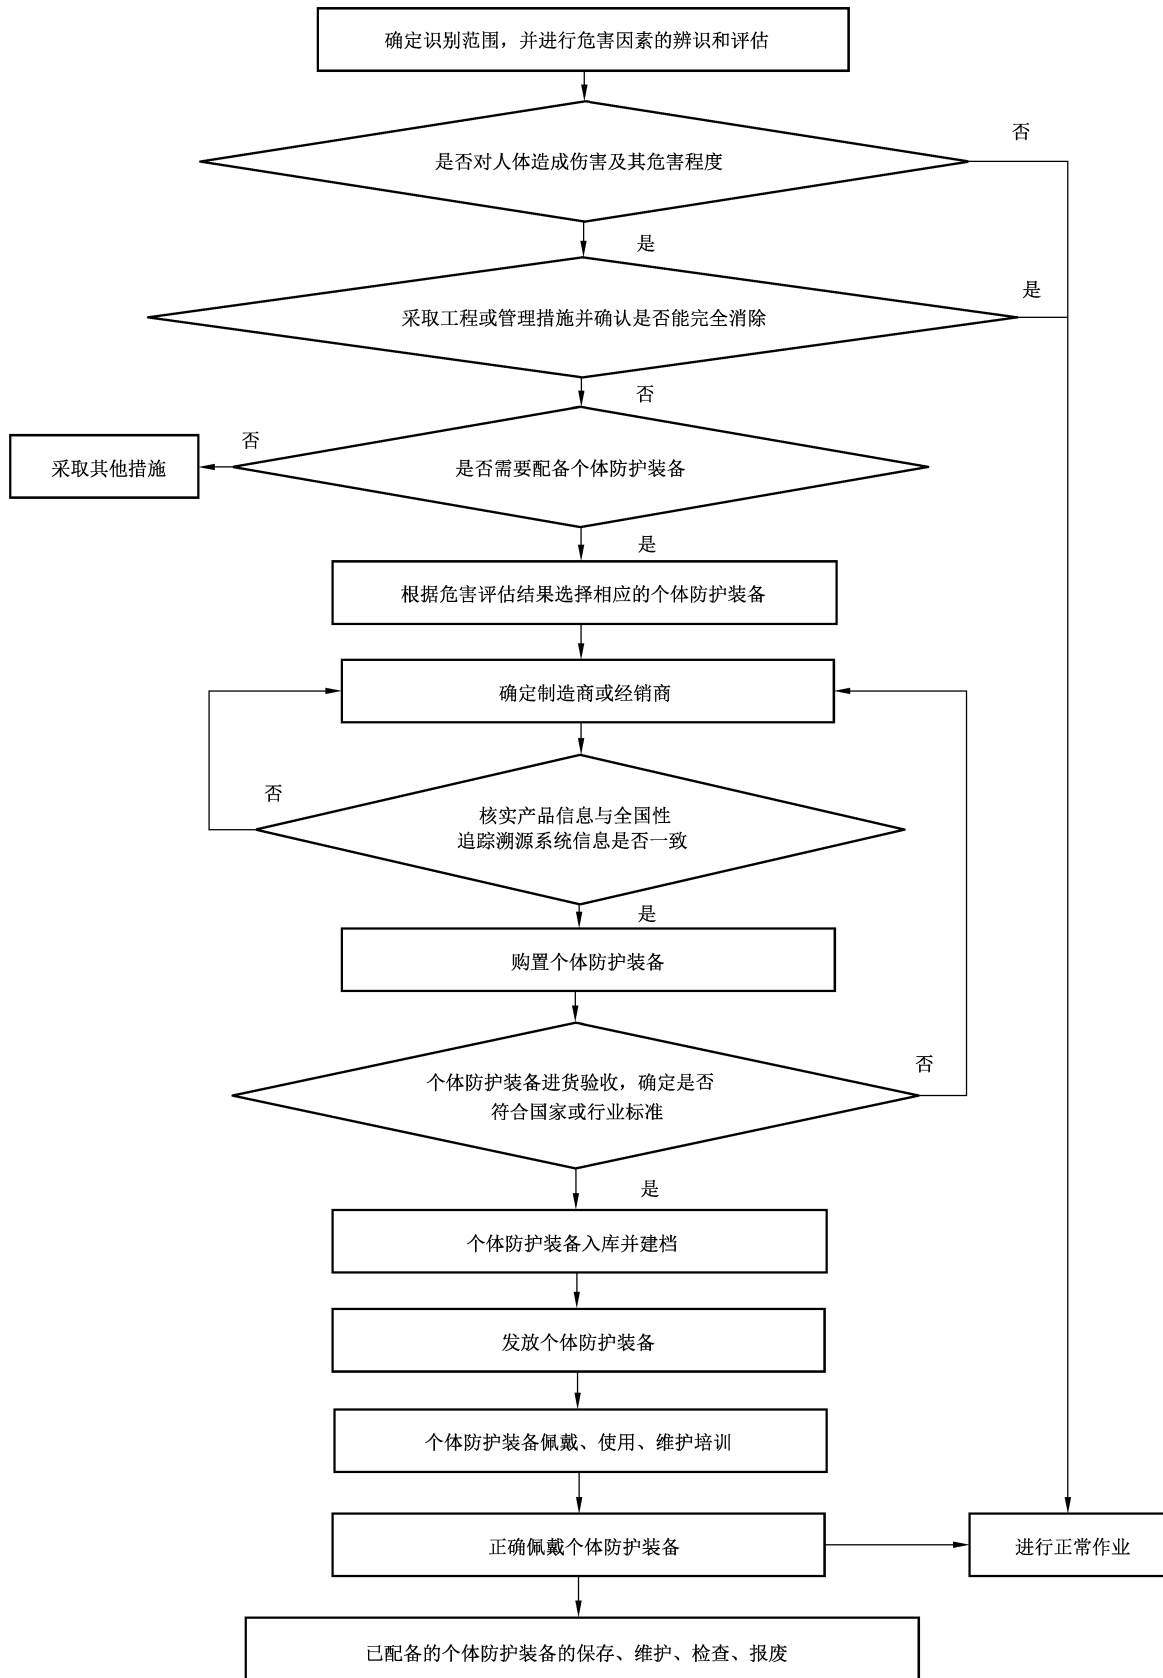 确定识别范围，并进行危害因素的辨识和评估
否
是否对人体造成伤害及其危害程度
是
是
采取工程或管理措施并确认是否能完全消除
否
否
采取其他措施
是否需要配备个体防护装备
是
根据危害评估结果选择相应的个体防护装备
确定制造商或经销商
否
核实产品信息与全国性
追踪溯源系统信息是否一致
是
购置个体防护装备
否
个体防护装备进货验收，确定是否
符合国家或行业标准
是
个体防护装备入库并建档
发放个体防护装备
个体防护装备佩戴、使用、维护培训
正确佩戴个体防护装备
进行正常作业
已配备的个体防护装备的保存、维护、检查、报废